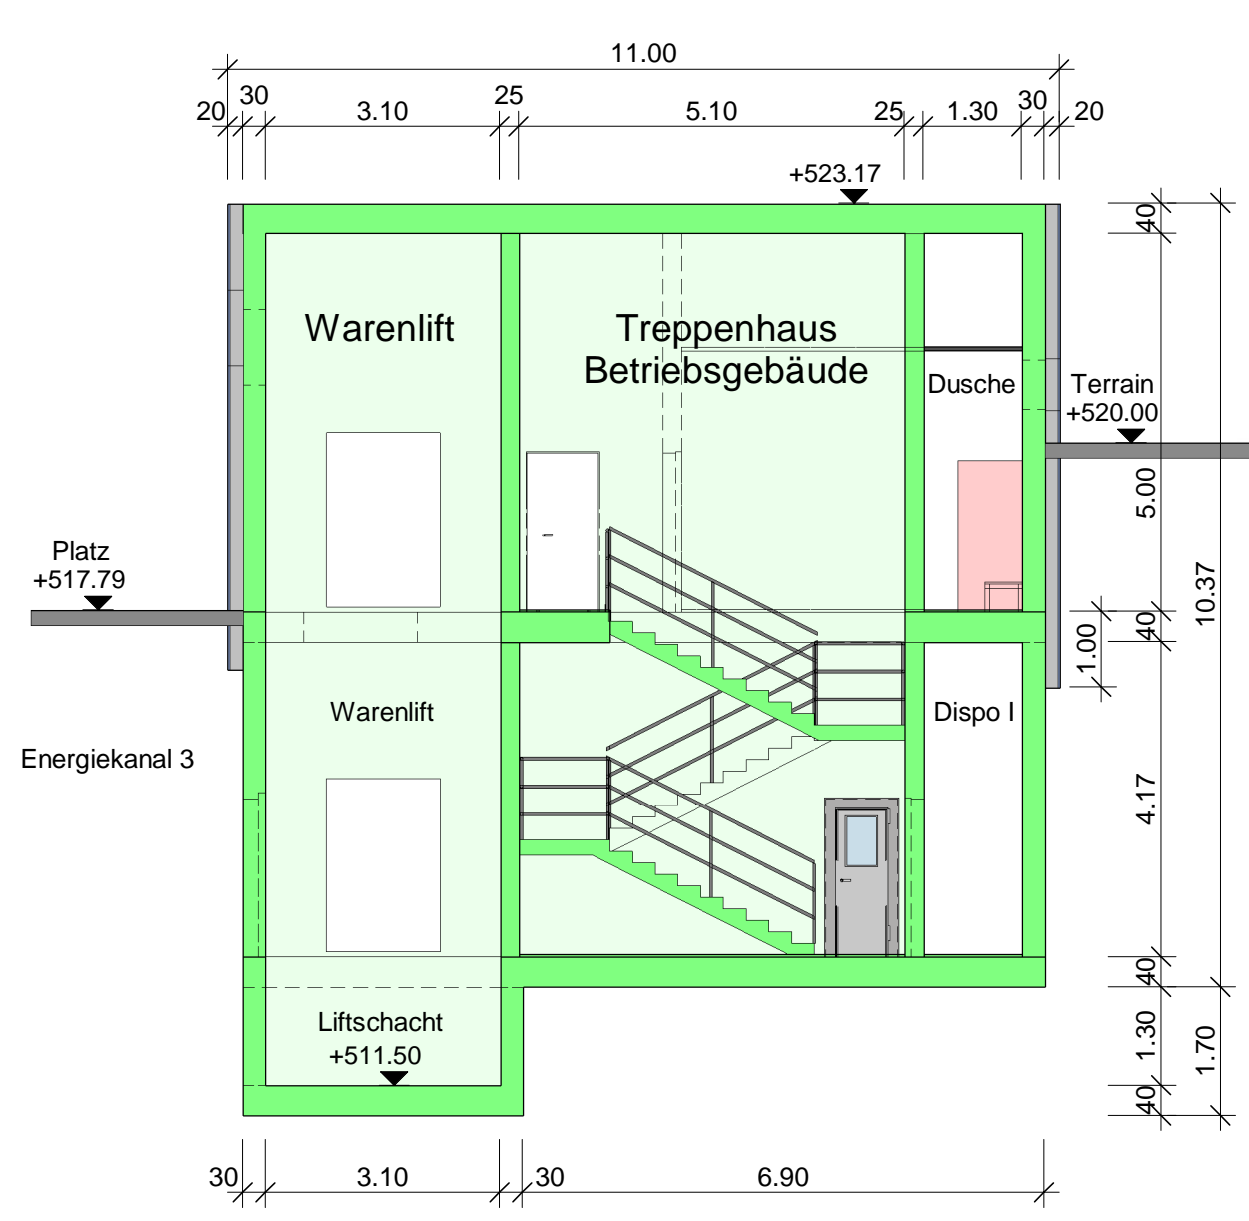 11.00
20
30
3.10
25
5.10
25
1.30
30
20
+523.17
40
Warenlift
Treppenhaus
Betriebsgebäude
Dusche
Terrain
+520.00
5.00
Platz
+517.79
10.37
40
1.00
Warenlift
Dispo I
Energiekanal 3
4.17
40
Liftschacht
+511.50
1.30
1.70
40
30
3.10
30
6.90